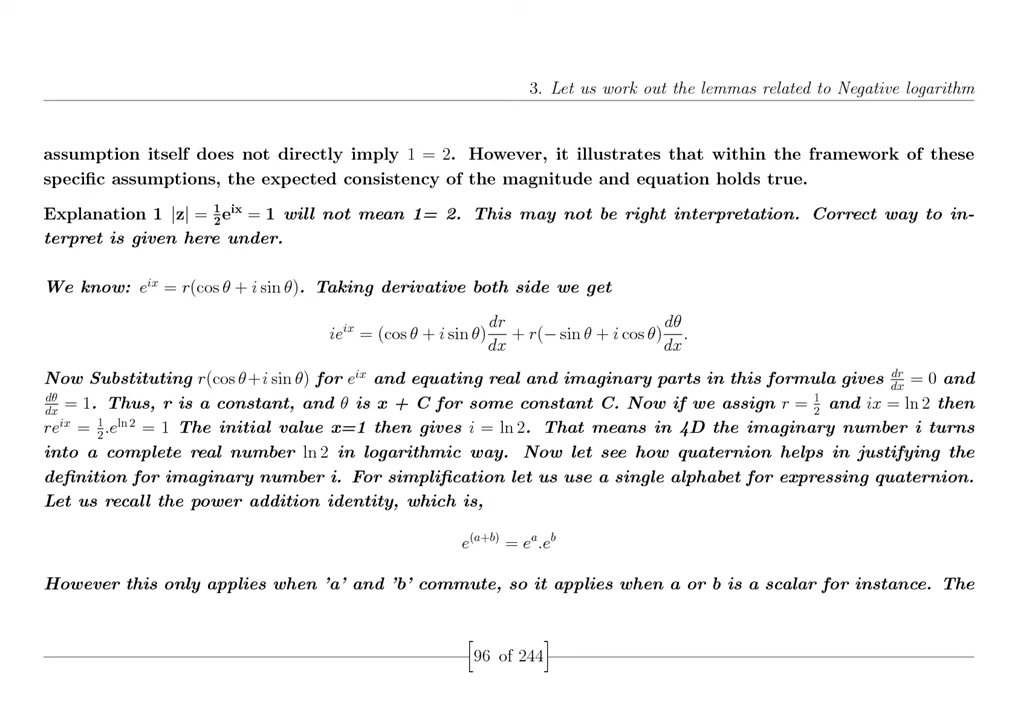 3. Let us work out the lemmas related to Negative logarithm
assumption itself does not directly imply 1 = 2. However, it illustrates that within the framework of these
specific assumptions, the expected consistency of the magnitude and equation holds true.
Explanation 1 |z| = ½e^{ix} = 1 will not mean 1= 2. This may not be right interpretation. Correct way to in-
terpret is given here under.
We know: e^{ix} = r(cos θ + i sin θ). Taking derivative both side we get
ie^{ix} = (cos θ + i sin θ) dr/dx + r(− sin θ + i cos θ) dθ/dx.
Now Substituting r(cos θ+i sin θ) for e^{ix} and equating real and imaginary parts in this formula gives dr/dx = 0 and
dθ/dx = 1. Thus, r is a constant, and θ is x + C for some constant C. Now if we assign r = ½ and ix = ln 2 then
re^{ix} = ½.e^{ln 2} = 1 The initial value x=1 then gives i = ln 2. That means in 4D the imaginary number i turns
into a complete real number ln 2 in logarithmic way. Now let see how quaternion helps in justifying the
definition for imaginary number i. For simplification let us use a single alphabet for expressing quaternion.
Let us recall the power addition identity, which is,
e^{(a+b)} = e^a.e^b
However this only applies when ’a’ and ’b’ commute, so it applies when a or b is a scalar for instance. The
[96 of 244]